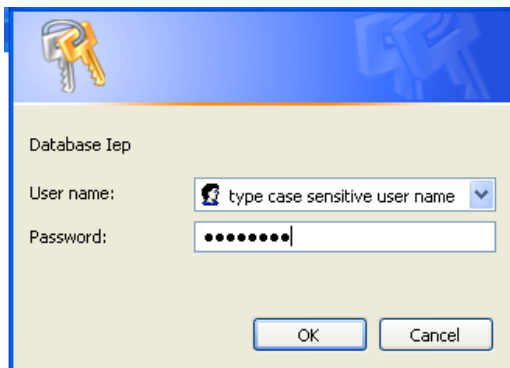 Database Iep
User name:
type case sensitive user name
Password:
●●●●●●●●
OK
Cancel